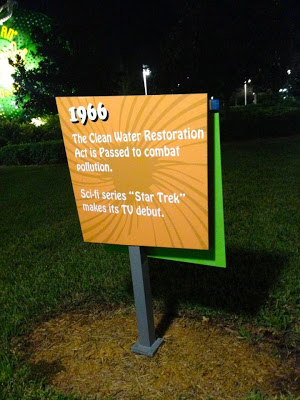 1966
The Clean Water Restoration
Act is Passed to combat
pollution.
Sci-fi series "Star Trek"
makes its TV debut.